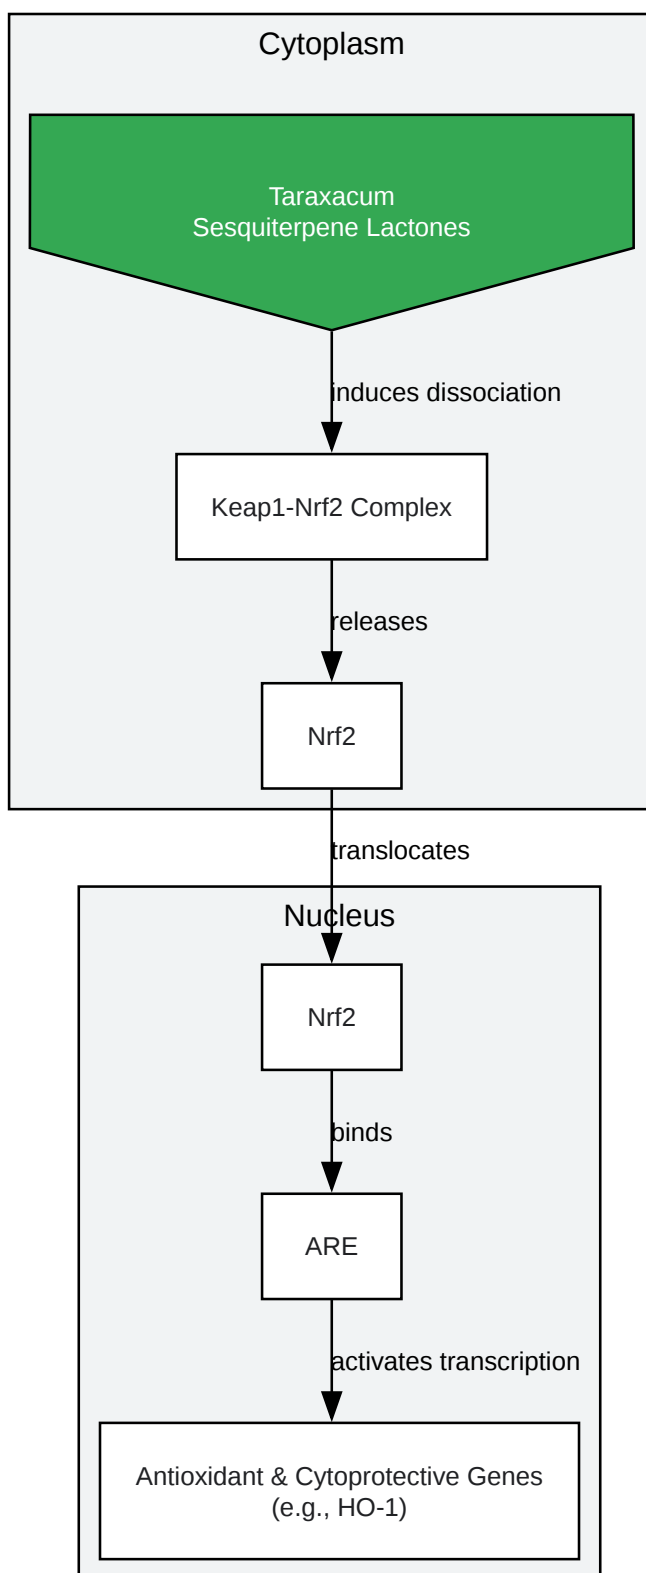 Cytoplasm
Taraxacum
Sesquiterpene Lactones
induces dissociation
Keap1-Nrf2 Complex
releases
Nrf2
translocates
Nucleus
Nrf2
binds
ARE
activates transcription
Antioxidant & Cytoprotective Genes
(e.g., HO-1)